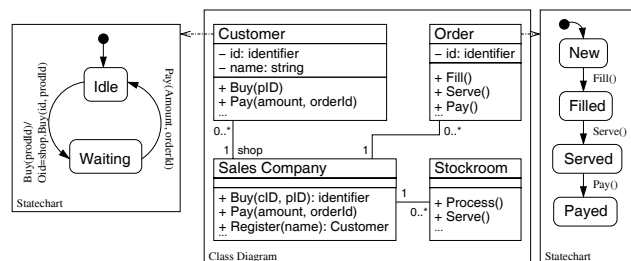 Idle
Waiting
Buy(prodId)/
Oid=shop.Buy(id, prodId)
Pay(Amount, orderId)
Statechart
Customer
− id: identifier
− name: string
+ Buy(pID)
+ Pay(amount, orderId)
...
0..*
1 shop
Order
− id: identifier
+ Fill()
+ Serve()
+ Pay()
...
0..*
1
Sales Company
+ Buy(cID, pID): identifier
+ Pay(amount, orderId)
+ Register(name): Customer
...
1
0..*
Stockroom
+ Process()
+ Serve()
...
Class Diagram
New
Fill()
Filled
Serve()
Served
Pay()
Payed
Statechart